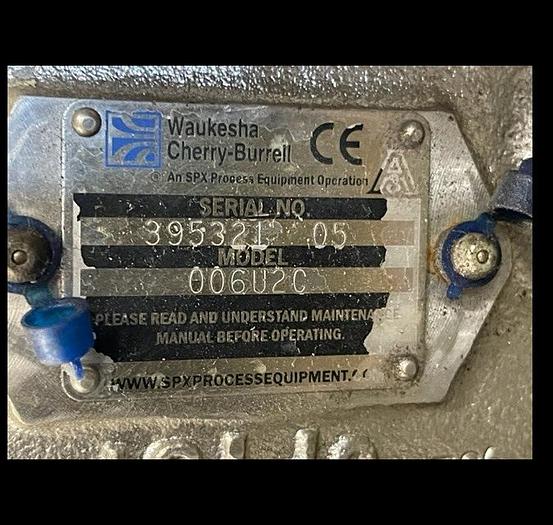 Waukesha
Cherry-Burrell CE
® An SPX Process Equipment Operation
SERIAL NO.
395321 05
MODEL
006U2C
PLEASE READ AND UNDERSTAND MAINTENANCE
MANUAL BEFORE OPERATING.
WWW.SPXPROCESSEQUIPMENT.